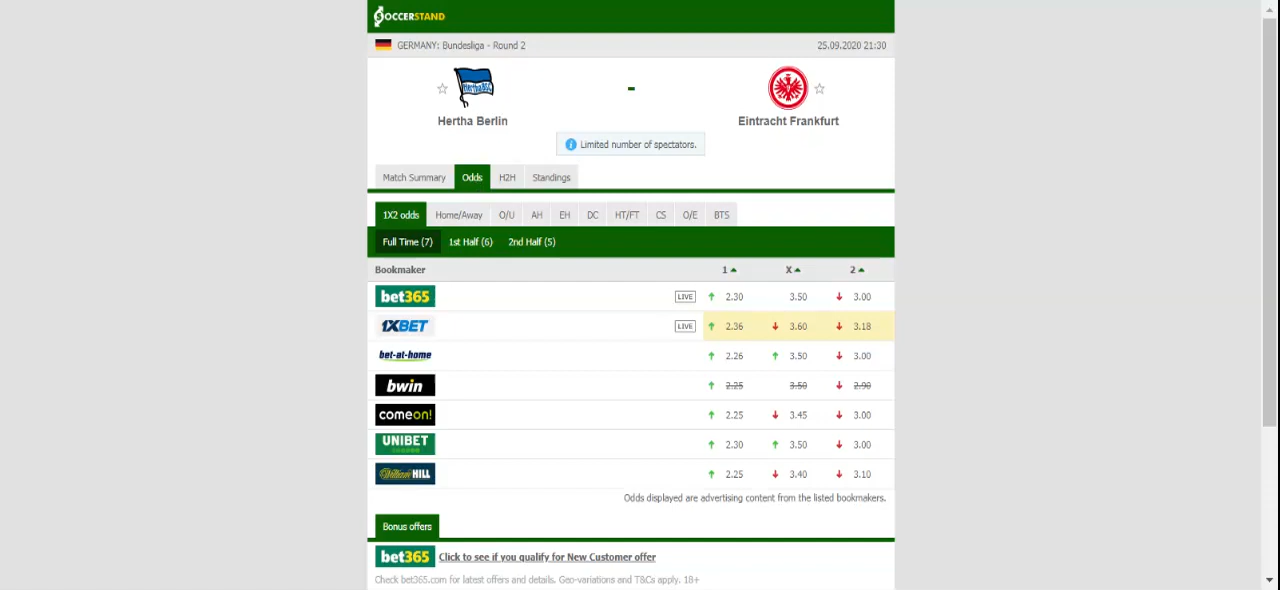 SOCCERSTAND
GERMANY: Bundesliga - Round 2 25.09.2020 21:30
Hertha BSC
-
Hertha Berlin Eintracht Frankfurt
Limited number of spectators.
Match Summary Odds H2H Standings
1X2 odds Home/Away O/U AH EH DC HT/FT CS O/E BTS
Full Time (7) 1st Half (6) 2nd Half (5)
Bookmaker 1 X 2
bet365 LIVE 2.30 3.50 3.00
1XBET LIVE 2.36 3.60 3.18
bet-at-home 2.26 3.50 3.00
bwin 2.25 3.50 2.90
comeon! 2.25 3.45 3.00
UNIBET 2.30 3.50 3.00
William HILL 2.25 3.40 3.10
Odds displayed are advertising content from the listed bookmakers.
Bonus offers
bet365 Click to see if you qualify for New Customer offer
Check bet365.com for latest offers and details. Geo-variations and T&Cs apply. 18+